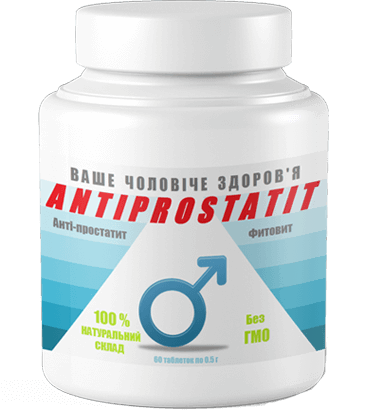 ВАШЕ ЧОЛОВІЧЕ ЗДОРОВ'Я
ANTIPROSTATIT
Анті-простатит
Фитовит
100 %
НАТУРАЛЬНИЙ
СКЛАД
Без
ГМО
60 таблеток по 0.5 г